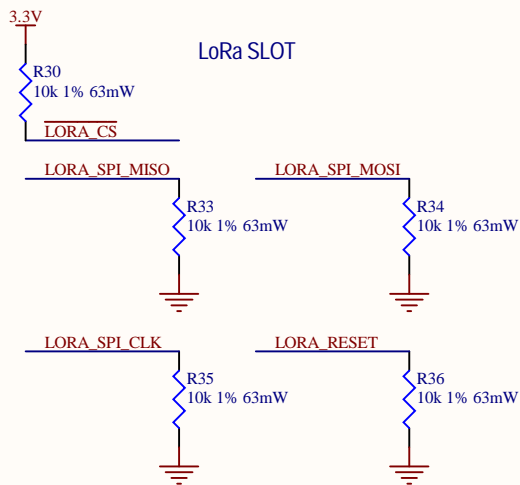 3.3V
LoRa SLOT
R30
10k 1% 63mW
LORA_CS
LORA_SPI_MISO
LORA_SPI_MOSI
R33
10k 1% 63mW
R34
10k 1% 63mW
LORA_SPI_CLK
LORA_RESET
R35
10k 1% 63mW
R36
10k 1% 63mW